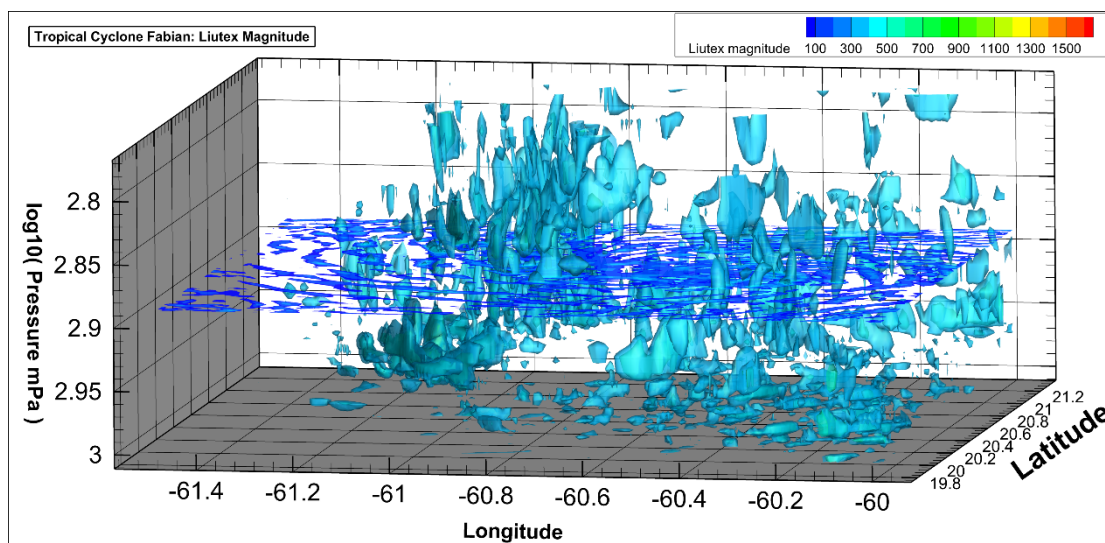 Tropical Cyclone Fabian: Liutex Magnitude
Liutex magnitude
100 300 500 700 900 1100 1300 1500
log10( Pressure mPa )
2.8
2.85
2.9
2.95
3
-61.4 -61.2 -61 -60.8 -60.6 -60.4 -60.2 -60
Longitude
21.2
21
20.8
20.6
20.4
20.2
20
19.8
Latitude